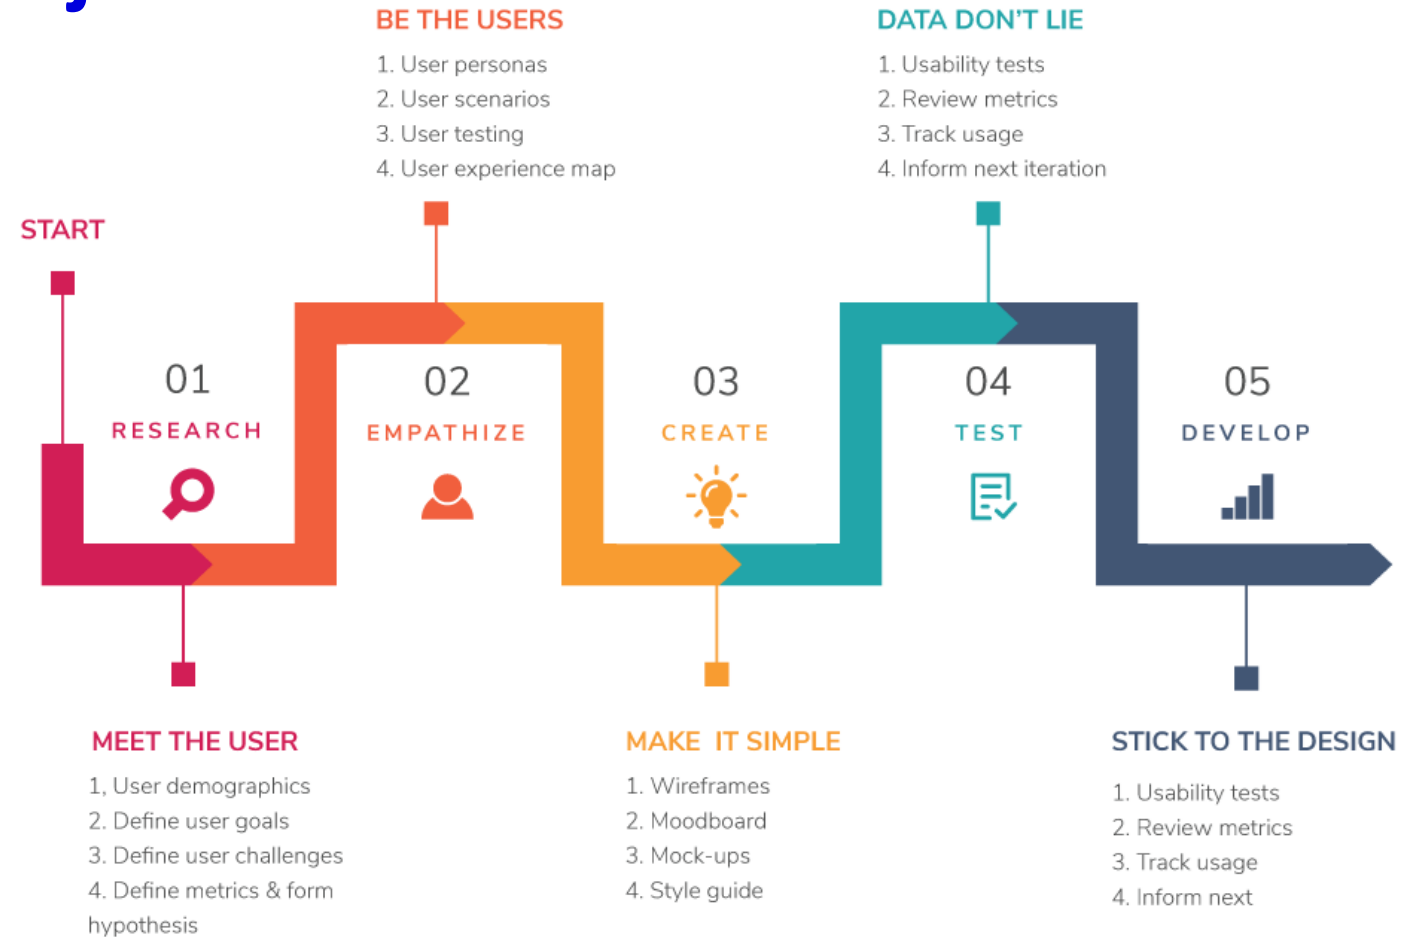 BE THE USERS
1. User personas
2. User scenarios
3. User testing
4. User experience map
DATA DON'T LIE
1. Usability tests
2. Review metrics
3. Track usage
4. Inform next iteration
START
01
RESEARCH
02
EMPATHIZE
03
CREATE
04
TEST
05
DEVELOP
MEET THE USER
1, User demographics
2. Define user goals
3. Define user challenges
4. Define metrics & form
hypothesis
MAKE IT SIMPLE
1. Wireframes
2. Moodboard
3. Mock-ups
4. Style guide
STICK TO THE DESIGN
1. Usability tests
2. Review metrics
3. Track usage
4. Inform next